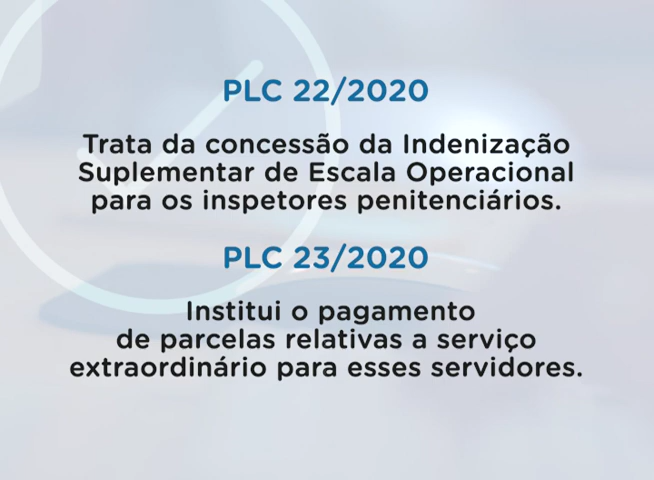 PLC 22/2020
Trata da concessão da Indenização
Suplementar de Escala Operacional
para os inspetores penitenciários.
PLC 23/2020
Institui o pagamento
de parcelas relativas a serviço
extraordinário para esses servidores.